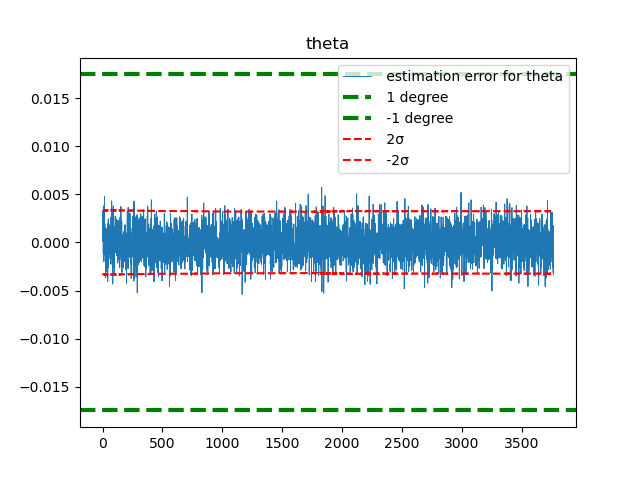 theta
estimation error for theta
1 degree
-1 degree
2σ
-2σ
0.015
0.010
0.005
0.000
−0.005
−0.010
−0.015
0 500 1000 1500 2000 2500 3000 3500